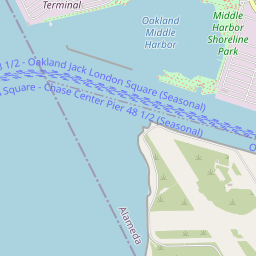 Terminal
Oakland
Middle
Harbor
Middle
Harbor
Shoreline
Park
1/2 - Oakland Jack London Square (Seasonal)
Square - Chase Center Pier 48 1/2 (Seasonal)
Alameda